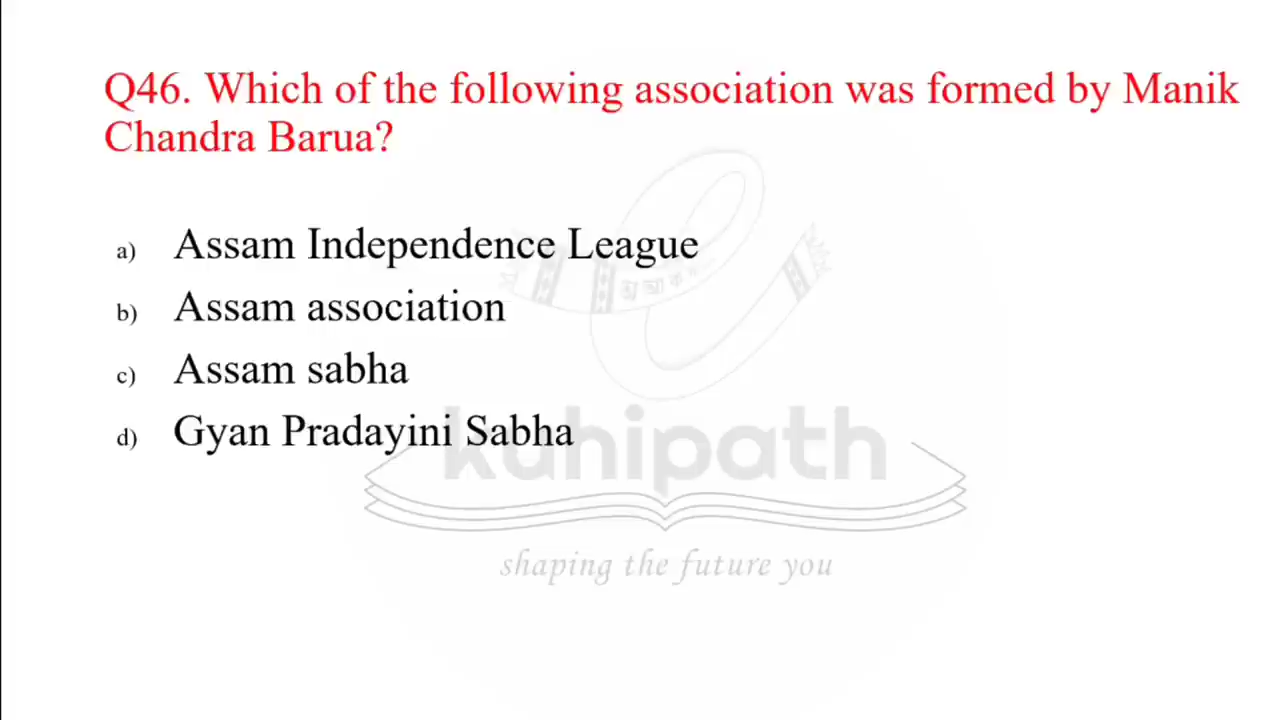 Q46. Which of the following association was formed by Manik
Chandra Barua?
a) Assam Independence League
b) Assam association
c) Assam sabha
d) Gyan Pradayini Sabha
kuhipath
shaping the future you